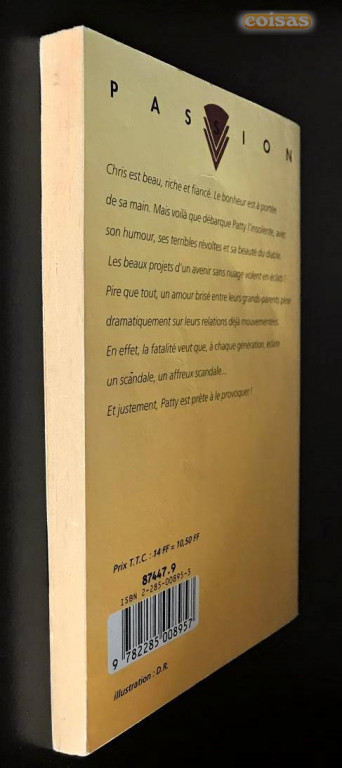 coisas
PASSION
Chris est beau, riche et fiancé. Le bonheur est à portée
de sa main. Mais voilà que débarque Patty l'insolente, avec
son humour, ses terribles révoltes et sa beauté du diable.
Les beaux projets d'un avenir sans nuage volent en éclats !
Pire que tout, un amour brisé entre leurs grands-parents pèse
dramatiquement sur leurs relations déjà mouvementées.
En effet, la fatalité veut que, à chaque génération, éclate
un scandale, un affreux scandale...
Et justement, Patty est prête à le provoquer !
Prix T.T.C. : 14 FF = 10,50 FF
87447.9
ISBN 2-285-00895-5
9 782285 008957
illustration : D.R.